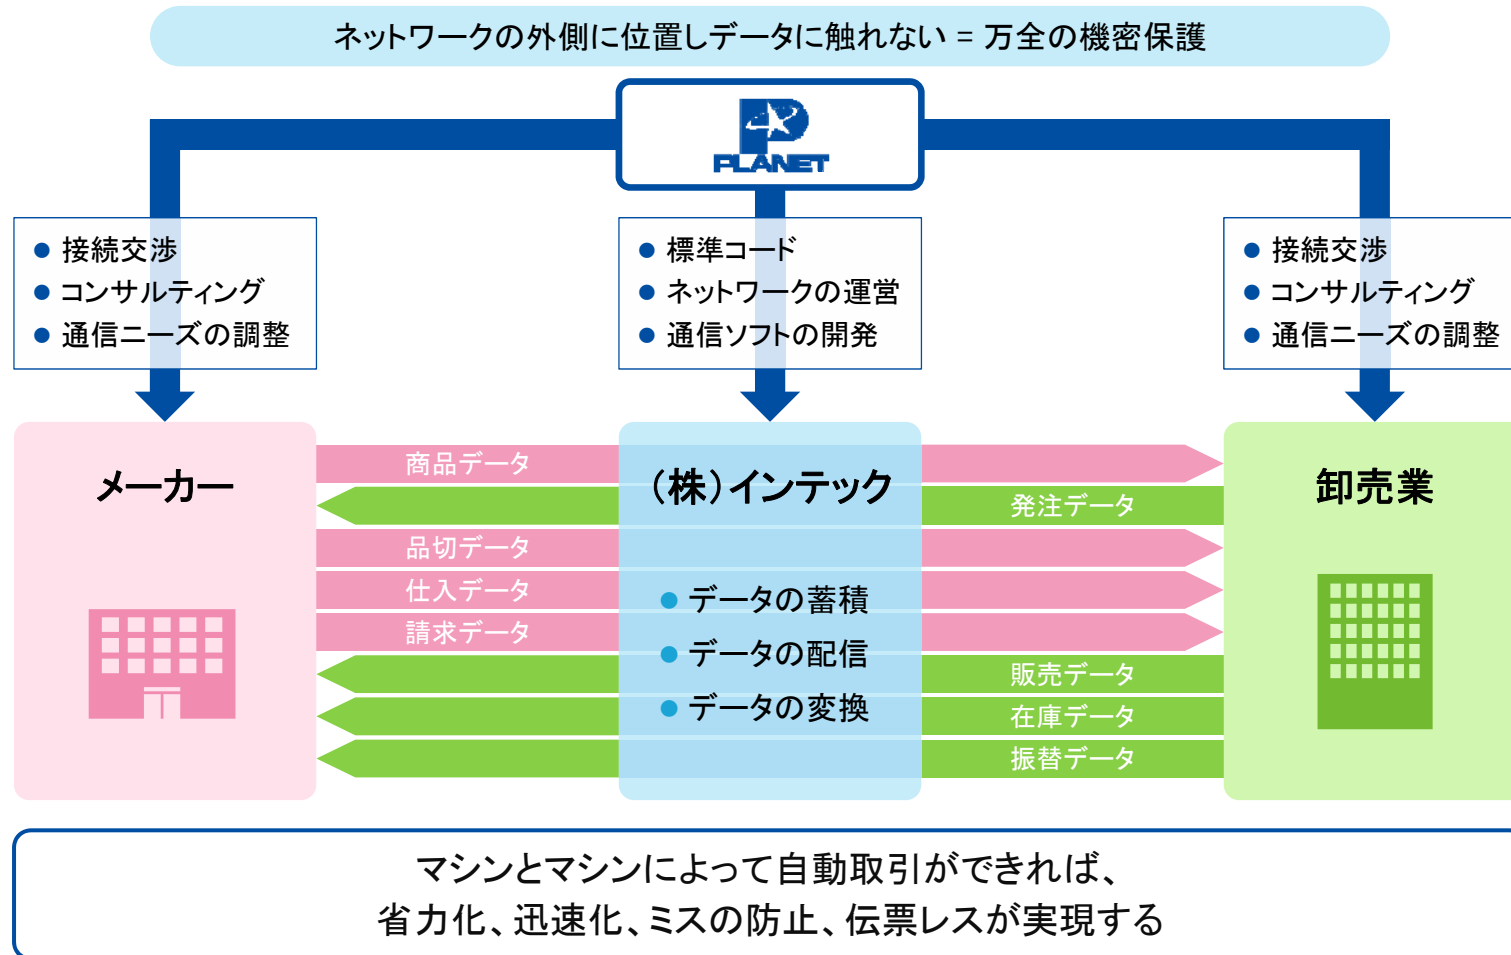 ネットワークの外側に位置しデータに触れない = 万全の機密保護
PLANET
● 接続交渉
● コンサルティング
● 通信ニーズの調整
● 標準コード
● ネットワークの運営
● 通信ソフトの開発
● 接続交渉
● コンサルティング
● 通信ニーズの調整
メーカー
（株）インテック
卸売業
商品データ
発注データ
品切データ
仕入データ
請求データ
販売データ
在庫データ
振替データ
● データの蓄積
● データの配信
● データの変換
マシンとマシンによって自動取引ができれば、
省力化、迅速化、ミスの防止、伝票レスが実現する